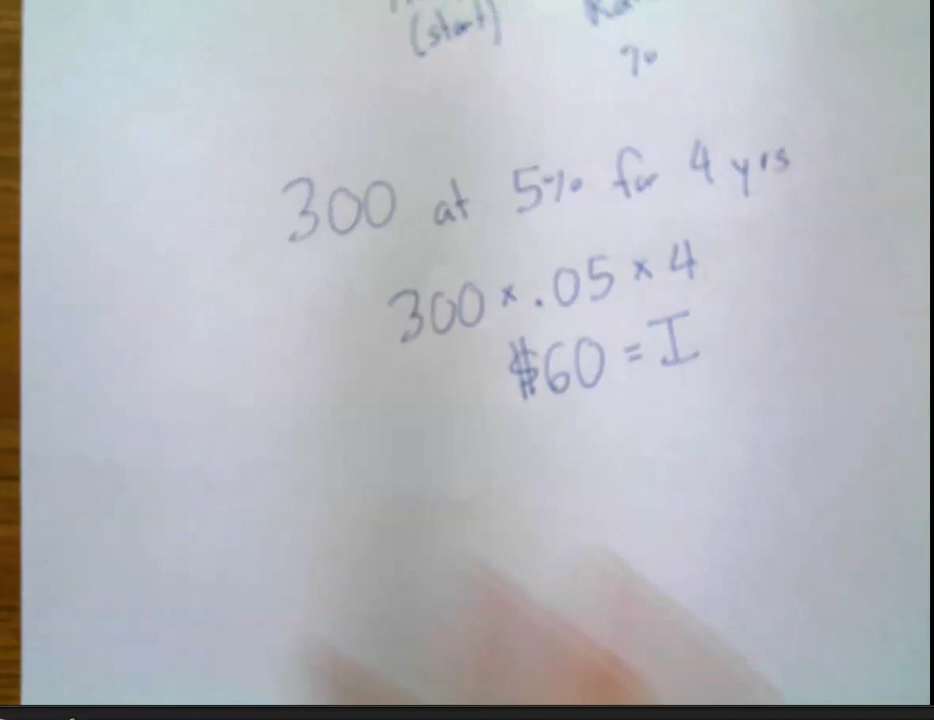 (start)
%
300 at 5% for 4 yrs
300 × .05 × 4
$60 = I